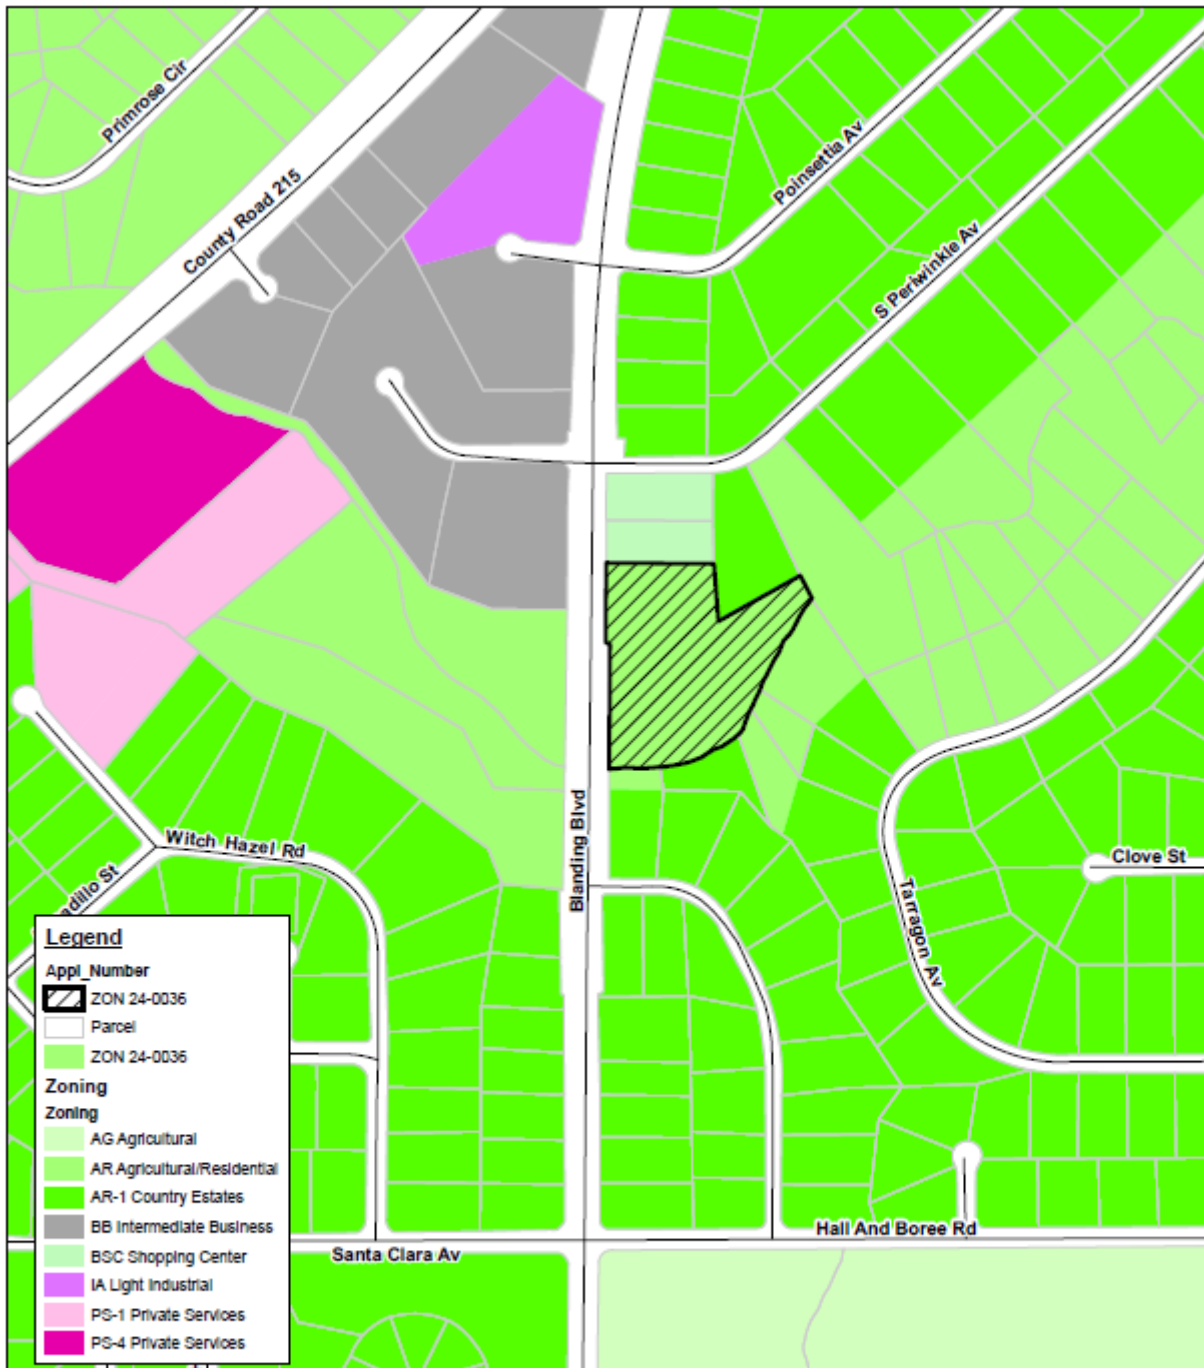 Primrose Cir
County Road 215
Poinsettia Av
S Periwinkle Av
Blanding Blvd
Witch Hazel Rd
adillo St
Clove St
Tarragon Av
Hall And Boree Rd
Santa Clara Av
Legend
Appl_Number
ZON 24-0036
Parcel
ZON 24-0036
Zoning
Zoning
AG Agricultural
AR Agricultural/Residential
AR-1 Country Estates
BB Intermediate Business
BSC Shopping Center
IA Light Industrial
PS-1 Private Services
PS-4 Private Services